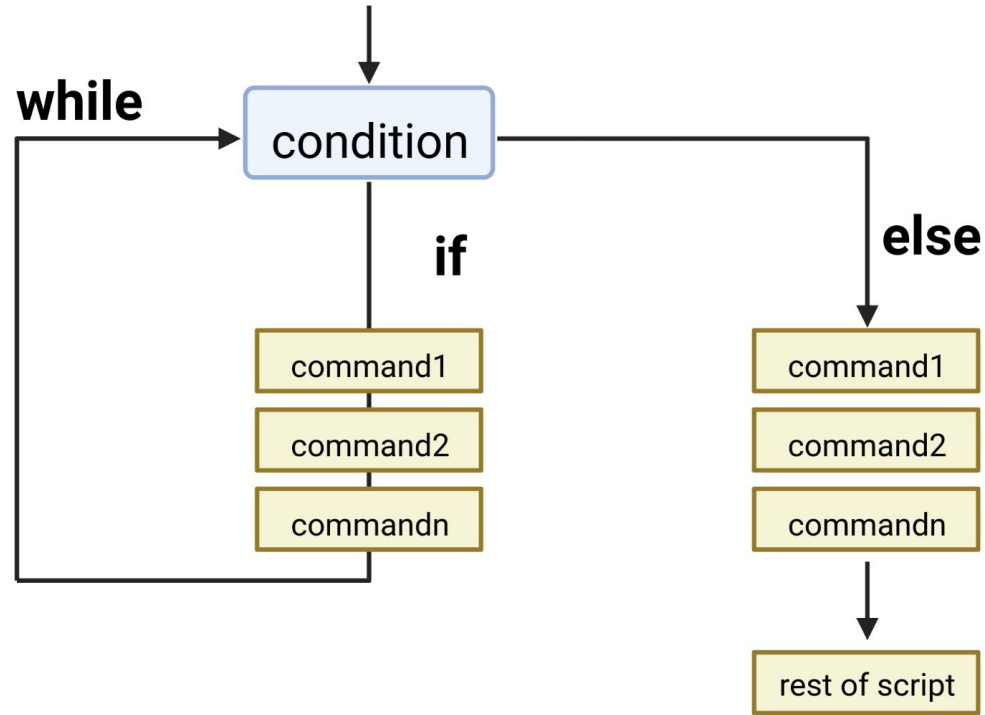 while
condition
if
else
command1
command2
commandn
command1
command2
commandn
rest of script